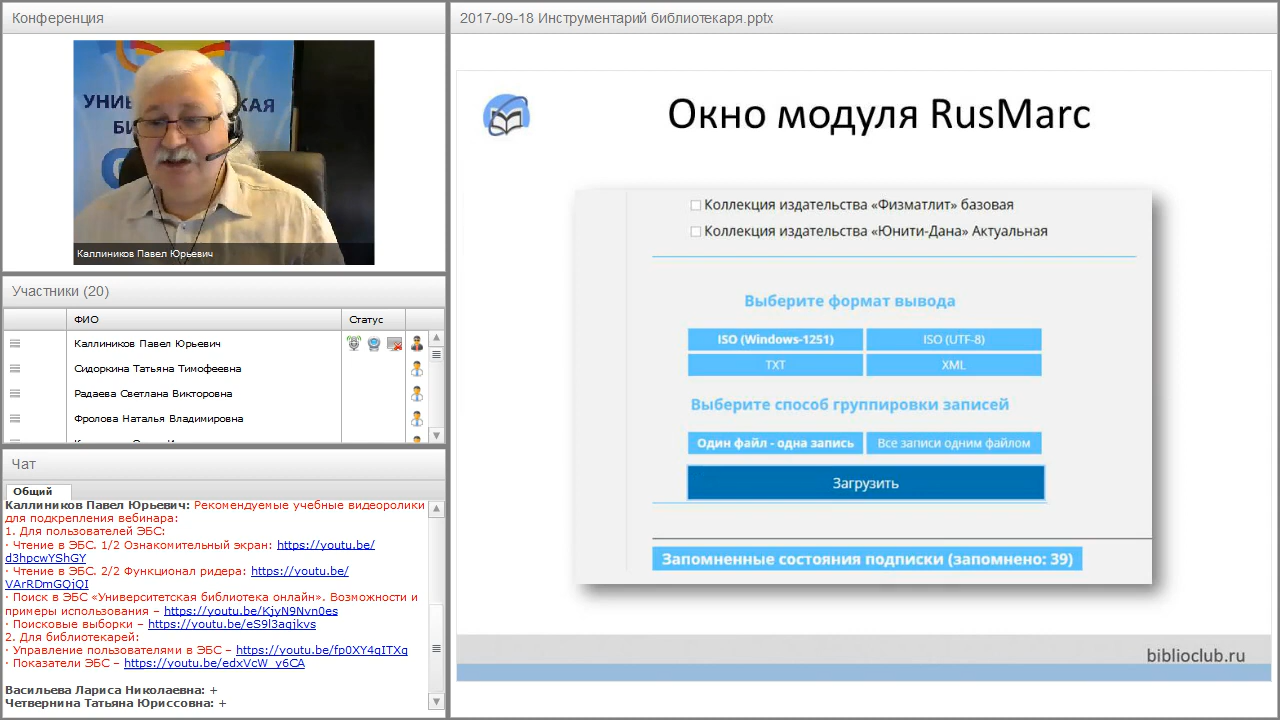 Конференция
УНИВ
СКАЯ
БИ
Каллиников Павел Юрьевич
Участники (20)
ФИО
Статус
Каллиников Павел Юрьевич
Сидоркина Татьяна Тимофеевна
Радаева Светлана Викторовна
Фролова Наталья Владимировна
Чат
Общий
Каллиников Павел Юрьевич: Рекомендуемые учебные видеоролики
для подкрепления вебинара:
1. Для пользователей ЭБС:
· Чтение в ЭБС. 1/2 Ознакомительный экран: https://youtu.be/
d3hpcwYShGY
· Чтение в ЭБС. 2/2 Функционал ридера: https://youtu.be/
VArRDmGQjQI
· Поиск в ЭБС «Университетская библиотека онлайн». Возможности и
примеры использования – https://youtu.be/KjyN9Nvn0es
· Поисковые выборки – https://youtu.be/eS9l3aqjkvs
2. Для библиотекарей:
· Управление пользователями в ЭБС – https://youtu.be/fp0XY4qITXg
· Показатели ЭБС – https://youtu.be/edxVcW_y6CA
Васильева Лариса Николаевна: +
Четвернина Татьяна Юриссовна: +
2017-09-18 Инструментарий библиотекаря.pptx
Окно модуля RusMarc
Коллекция издательства «Физматлит» базовая
Коллекция издательства «Юнити-Дана» Актуальная
Выберите формат вывода
ISO (Windows-1251)
ISO (UTF-8)
TXT
XML
Выберите способ группировки записей
Один файл - одна запись
Все записи одним файлом
Загрузить
Запомненные состояния подписки (запомнено: 39)
biblioclub.ru